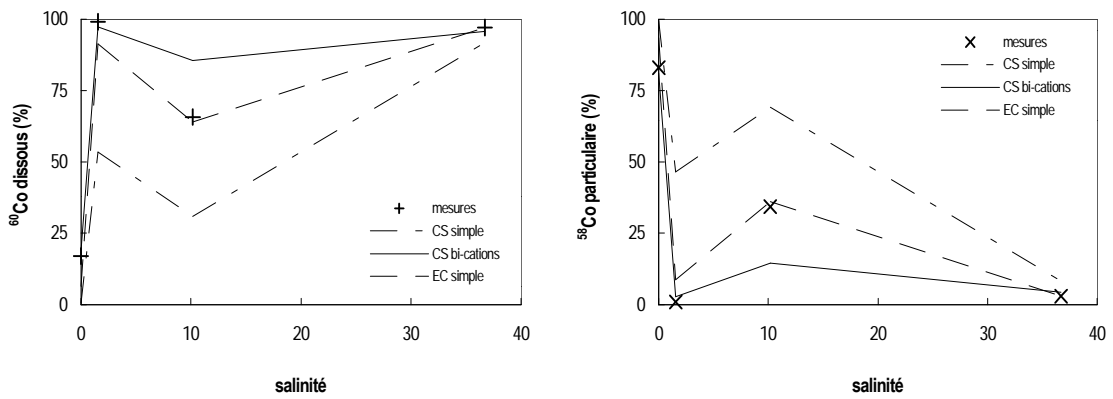 100
75
50
25
0
⁶⁰Co dissous (%)
mesures
CS simple
CS bi-cations
EC simple
0 10 20 30 40
salinité
100
75
50
25
0
⁵⁸Co particulaire (%)
mesures
CS simple
CS bi-cations
EC simple
0 10 20 30 40
salinité